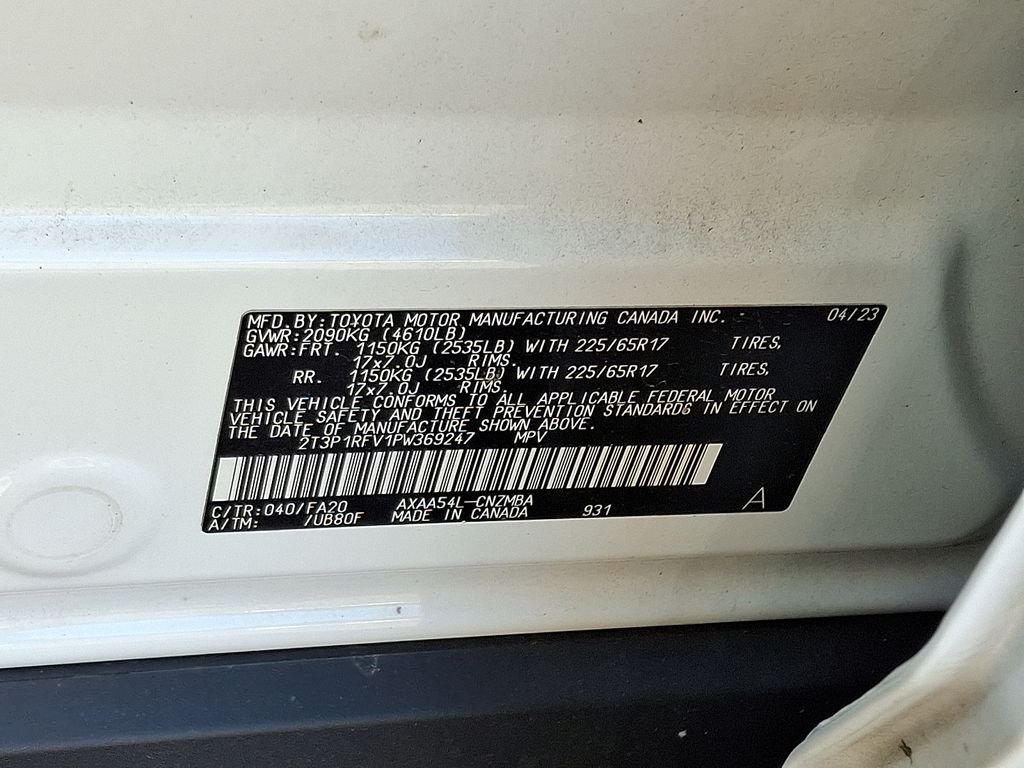 MFD.BY:TOYOTA MOTOR MANUFACTURING CANADA INC. 04/23
GVWR:2090KG (4610LB)
GAWR:FRT. 1150KG (2535LB) WITH 225/65R17 TIRES,
17x7.0J RIMS.
RR. 1150KG (2535LB) WITH 225/65R17 TIRES,
17x7.0J RIMS.
THIS VEHICLE CONFORMS TO ALL APPLICABLE FEDERAL MOTOR
VEHICLE SAFETY AND THEFT PREVENTION STANDARDS IN EFFECT ON
THE DATE OF MANUFACTURE SHOWN ABOVE.
2T3P1RFV1PW369247 MPV
C/TR:040/FA20 AXAA54L-CNZMBA A
A/TM: /UB80F MADE IN CANADA 931